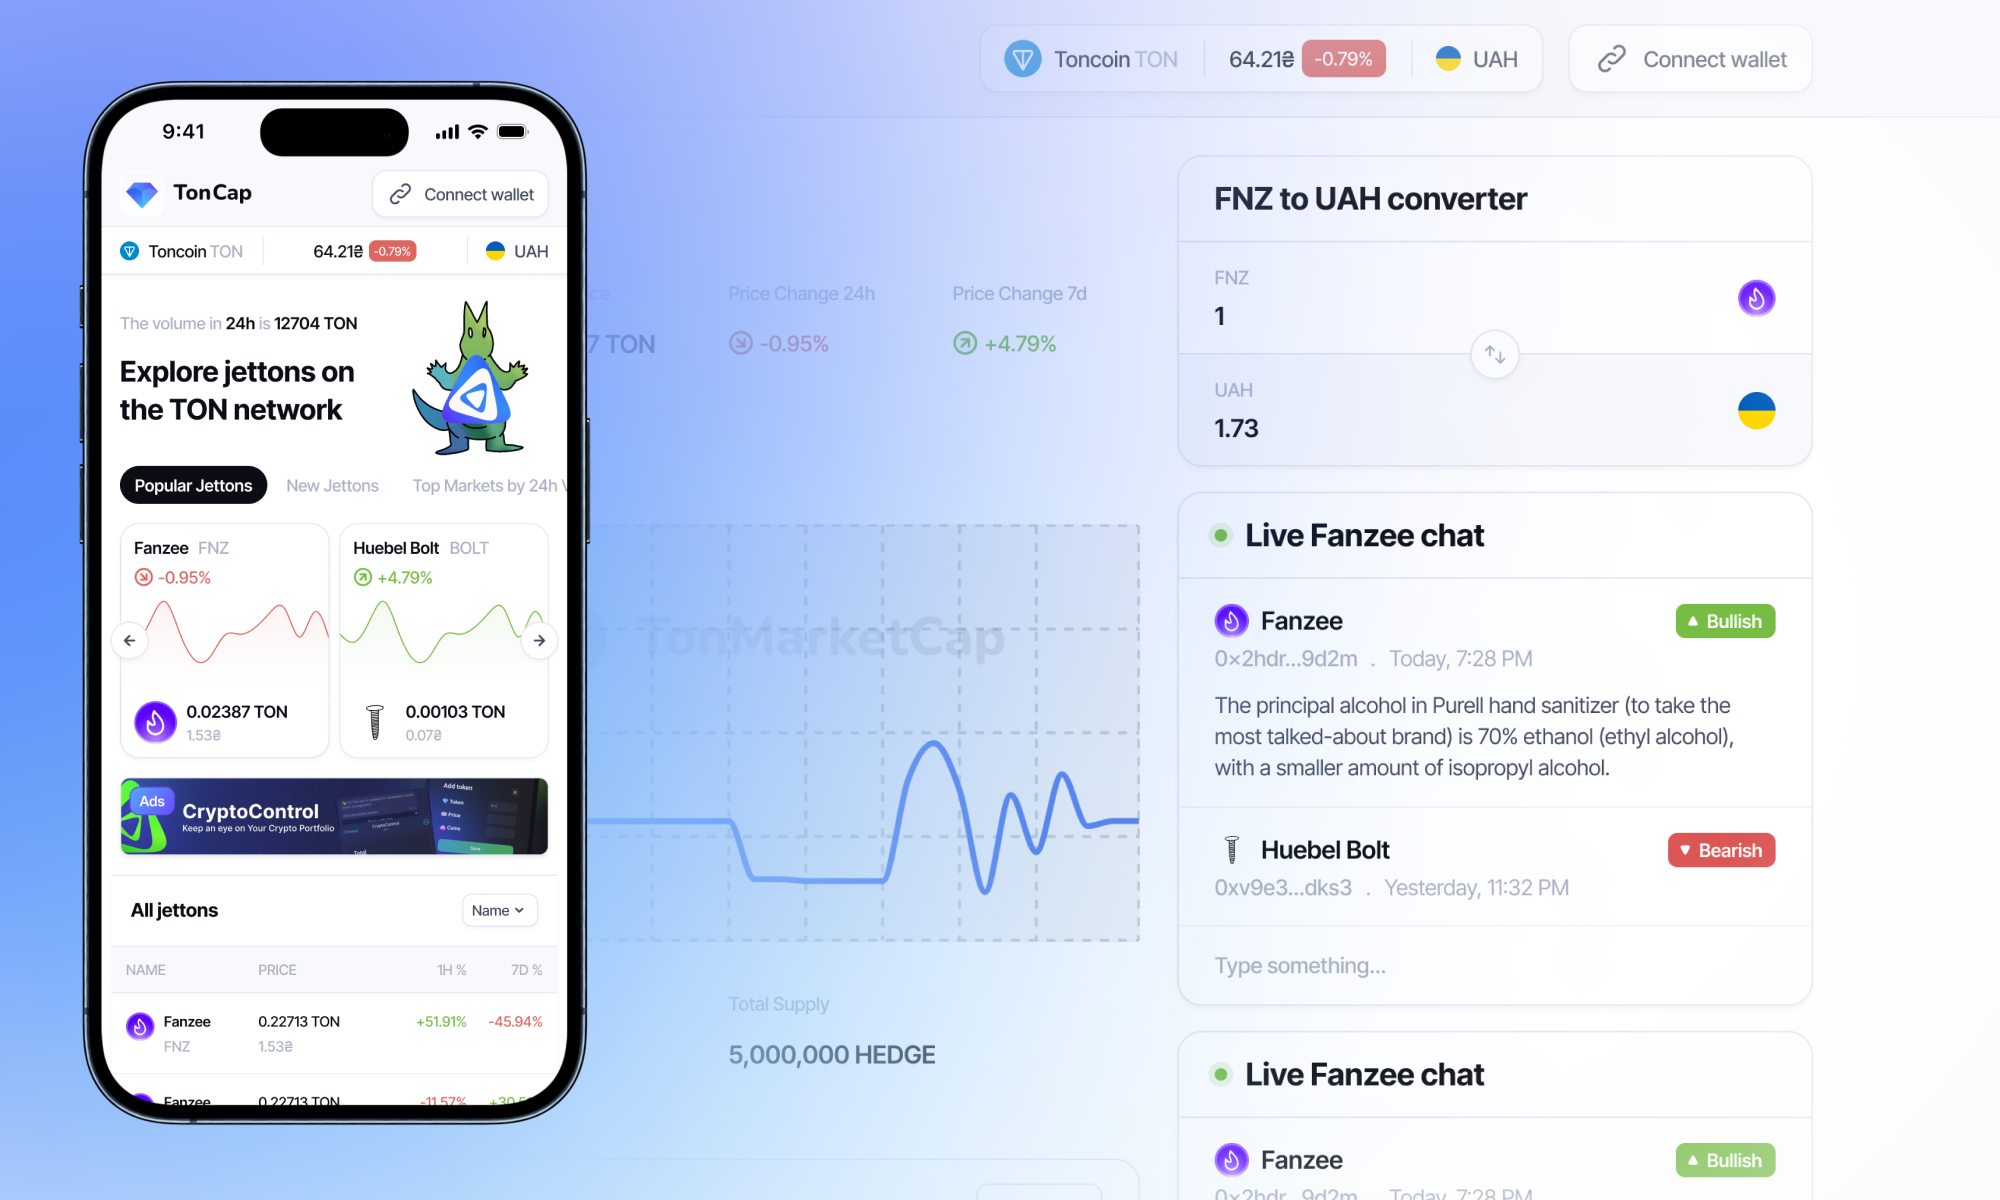 9:41
TonCap
Connect wallet
Toncoin TON
64.21₴ -0.79%
UAH
The volume in 24h is 12704 TON
Explore jettons on
the TON network
Popular Jettons
New Jettons
Top Markets by 24h
Fanzee FNZ
-0.95%
0.02387 TON
1.53₴
Huebel Bolt BOLT
+4.79%
0.00103 TON
0.07₴
Ads
CryptoControl
Keep an eye on Your Crypto Portfolio
Add token
Token
Price
Coins
All jettons
Name
NAME PRICE 1H % 7D %
Fanzee 0.22713 TON +51.91% -45.94%
FNZ 1.53₴
Fanzee 0.22713 TON -11.57%
Toncoin TON
64.21₴ -0.79%
UAH
Connect wallet
Price Change 24h
Price Change 7d
7 TON
-0.95%
+4.79%
TonMarketCap
Total Supply
5,000,000 HEDGE
FNZ to UAH converter
FNZ
1
UAH
1.73
Live Fanzee chat
Fanzee
Bullish
0×2hdr...9d2m . Today, 7:28 PM
The principal alcohol in Purell hand sanitizer (to take the
most talked-about brand) is 70% ethanol (ethyl alcohol),
with a smaller amount of isopropyl alcohol.
Huebel Bolt
Bearish
0xv9e3...dks3 . Yesterday, 11:32 PM
Type something...
Live Fanzee chat
Fanzee
Bullish
0×2hdr...9d2m . Today, 7:28 PM